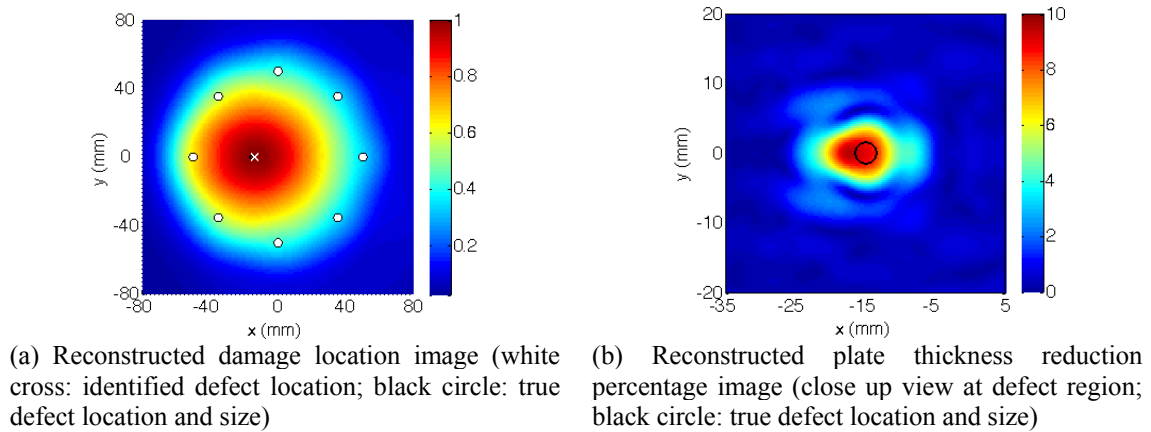 80
40
0
-40
-80
y (mm)
-80 -40 0 40 80
x (mm)
1
0.8
0.6
0.4
0.2
20
10
0
-10
-20
y (mm)
-35 -25 -15 -5 5
x (mm)
10
8
6
4
2
0
(a) Reconstructed damage location image (white
cross: identified defect location; black circle: true
defect location and size)
(b) Reconstructed plate thickness reduction
percentage image (close up view at defect region;
black circle: true defect location and size)